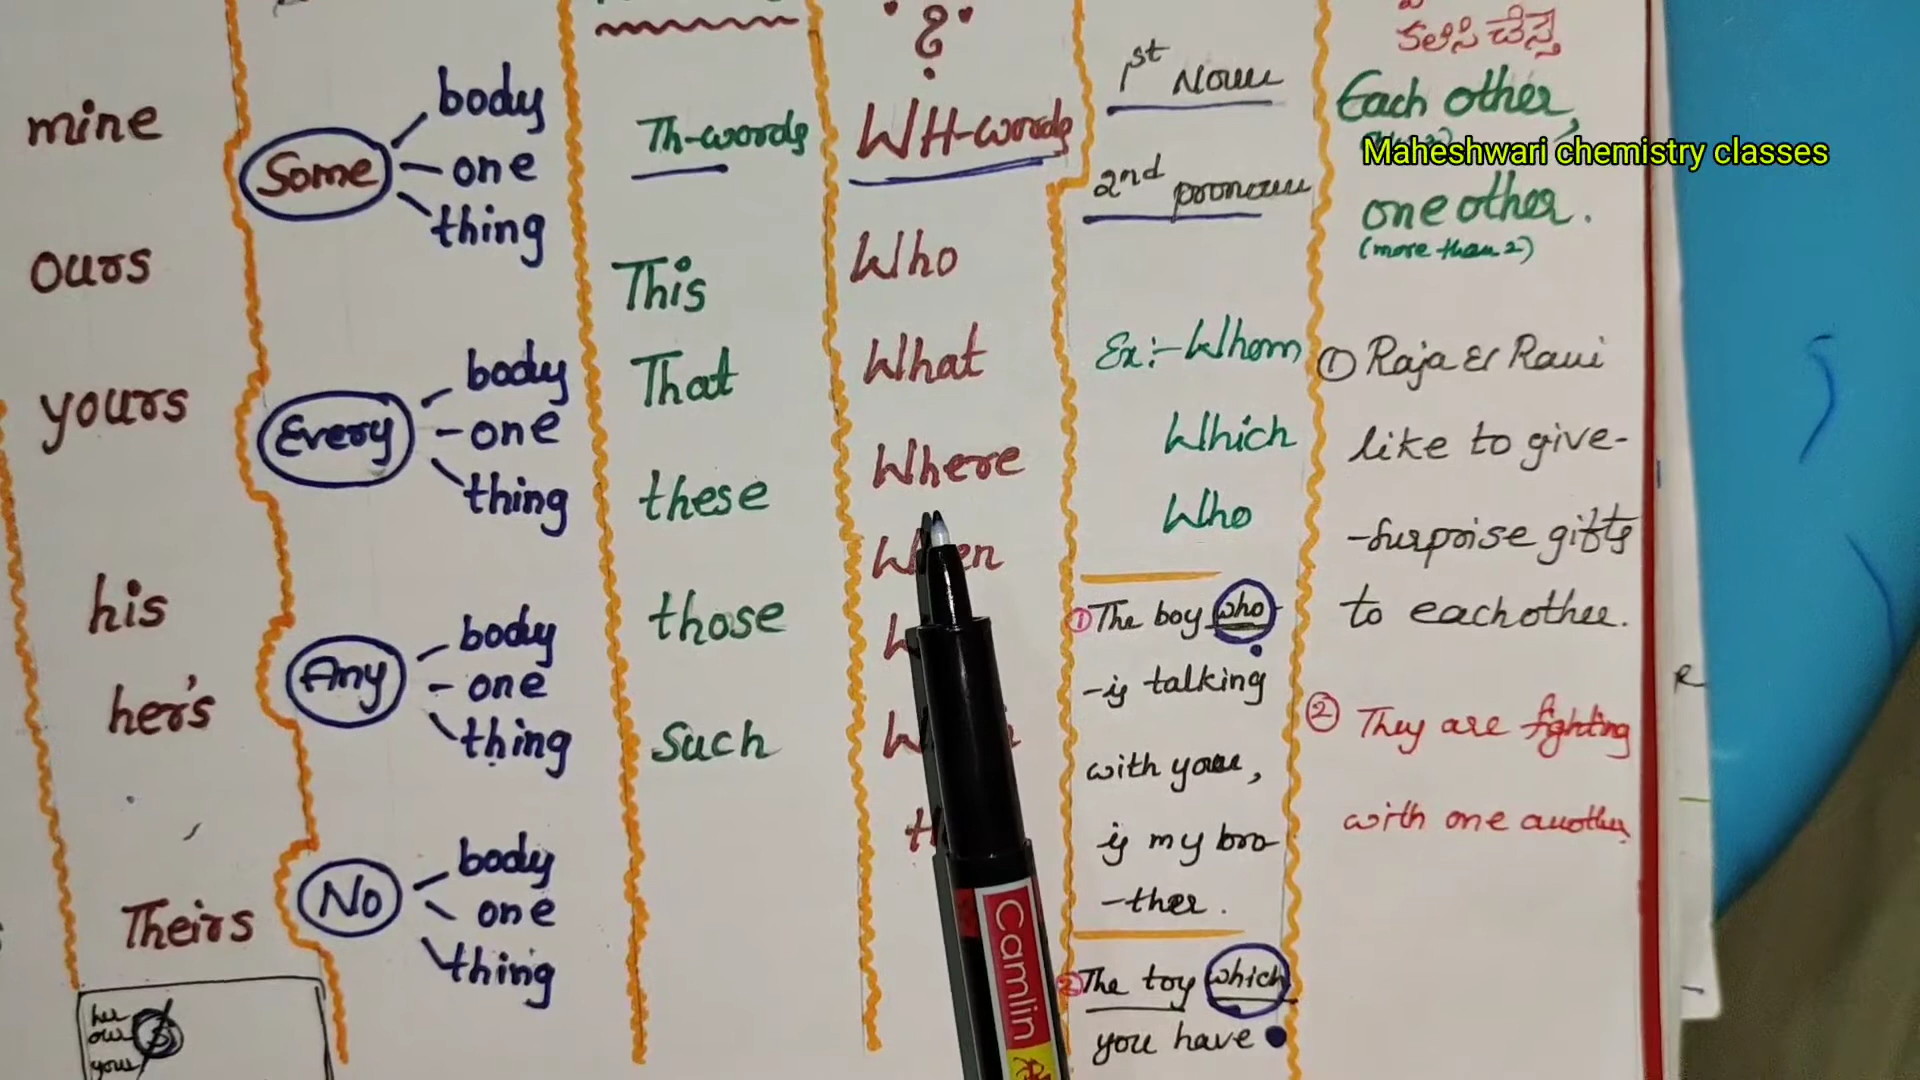 mine
ours
yours
his
her's
Theirs
her
our
your
S
Some
body
one
thing
Every
body
one
thing
Any
body
one
thing
No
body
one
thing
Th-words
This
That
these
those
Such
?
WH-words
Who
What
Where
1st Noun
2nd pronoun
Ex:- Whom
Which
Who
① The boy who
-is talking
with you,
is my bro
-ther.
② The toy which
you have
కలిసి చేస్తే
Each other,
Maheshwari chemistry classes
one other.
(more than 2)
① Raja & Ravi
like to give-
-surprise gifts
to eachother.
② They are fighting
with one another.
R
Camlin